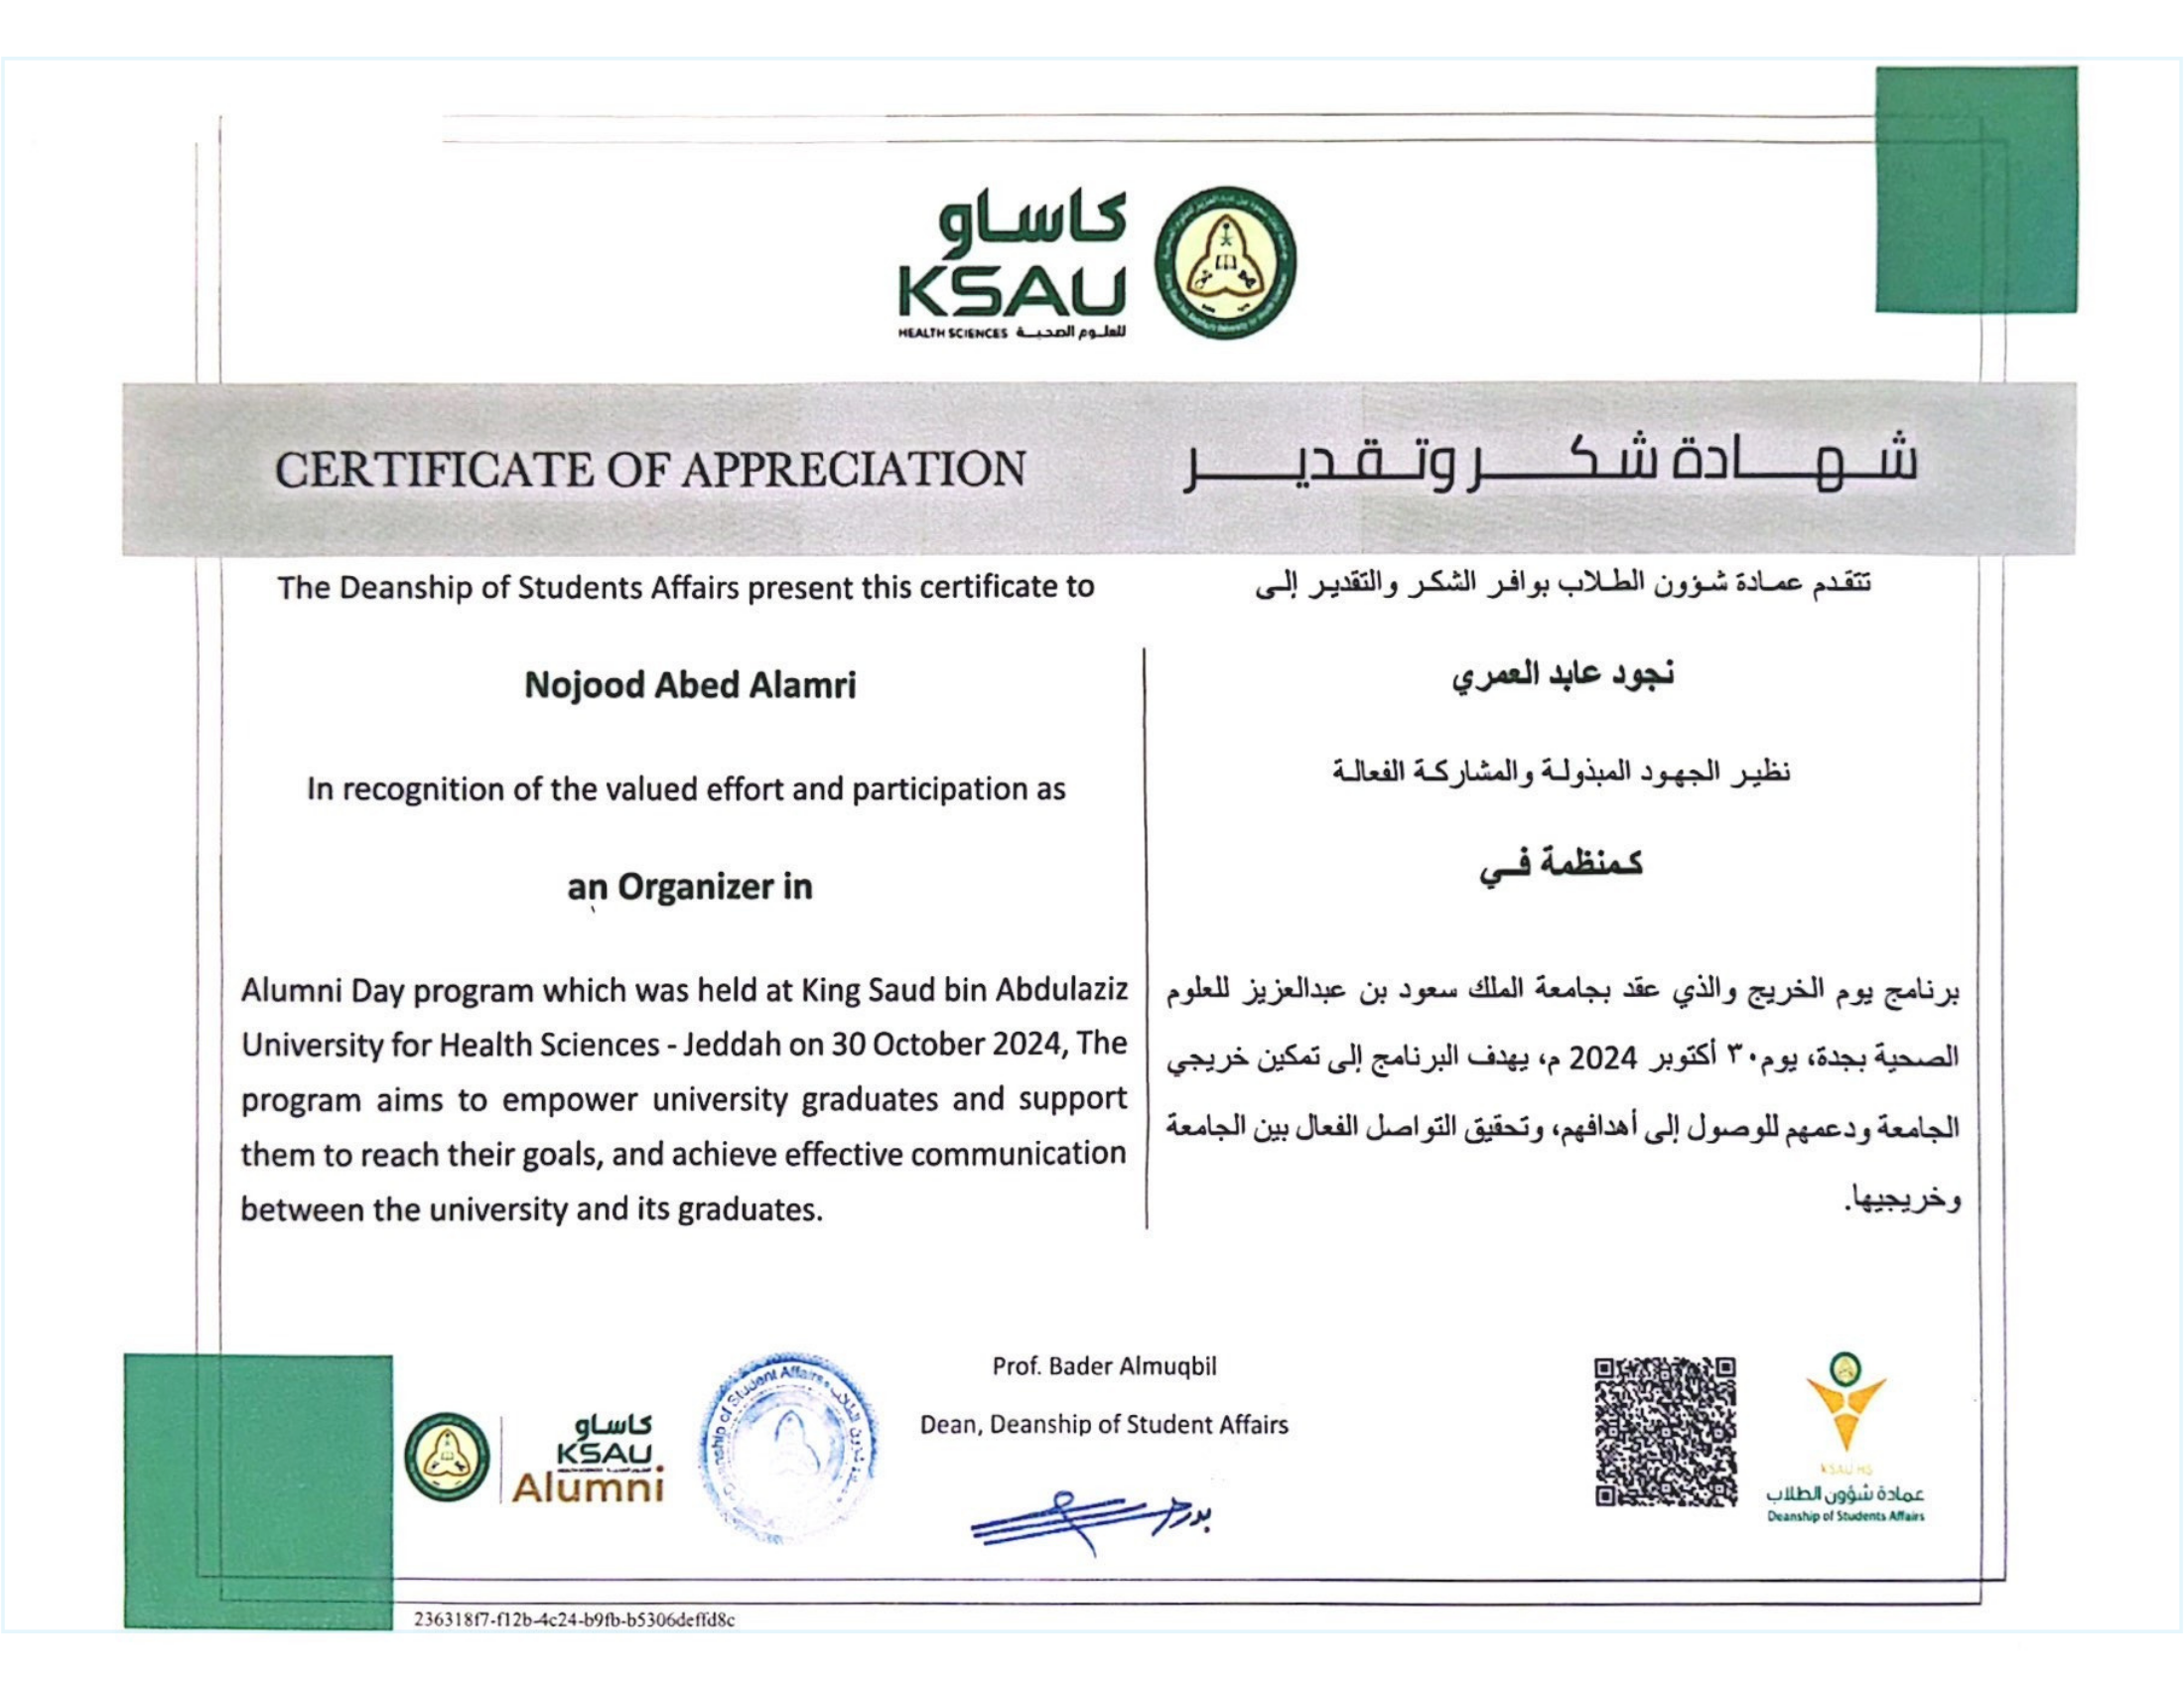 كاساو
KSAU
HEALTH SCIENCES للعلوم الصحية
CERTIFICATE OF APPRECIATION
شهادة شكر وتقدير
The Deanship of Students Affairs present this certificate to
Nojood Abed Alamri
In recognition of the valued effort and participation as
an Organizer in
Alumni Day program which was held at King Saud bin Abdulaziz
University for Health Sciences - Jeddah on 30 October 2024, The
program aims to empower university graduates and support
them to reach their goals, and achieve effective communication
between the university and its graduates.
تتقدم عمادة شؤون الطلاب بوافر الشكر والتقدير إلى
نجود عابد العمري
نظير الجهود المبذولة والمشاركة الفعالة
كمنظمة في
برنامج يوم الخريج والذي عقد بجامعة الملك سعود بن عبدالعزيز للعلوم
الصحية بجدة، يوم ٣٠ أكتوبر 2024 م، يهدف البرنامج إلى تمكين خريجي
الجامعة ودعمهم للوصول إلى أهدافهم، وتحقيق التواصل الفعال بين الجامعة
وخريجيها.
كاساو
KSAU
Alumni
of Student Affairs
Prof. Bader Almuqbil
Dean, Deanship of Student Affairs
بدر
KSAU HS
عمادة شؤون الطلاب
Deanship of Students Affairs
236318f7-f12b-4c24-b9fb-b5306deffd8c